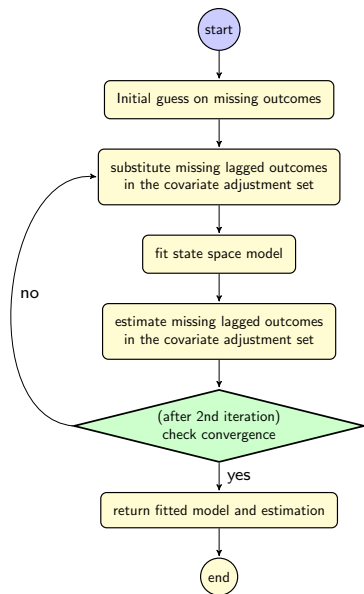 start
Initial guess on missing outcomes
substitute missing lagged outcomes
in the covariate adjustment set
fit state space model
estimate missing lagged outcomes
in the covariate adjustment set
no
(after 2nd iteration)
check convergence
yes
return fitted model and estimation
end